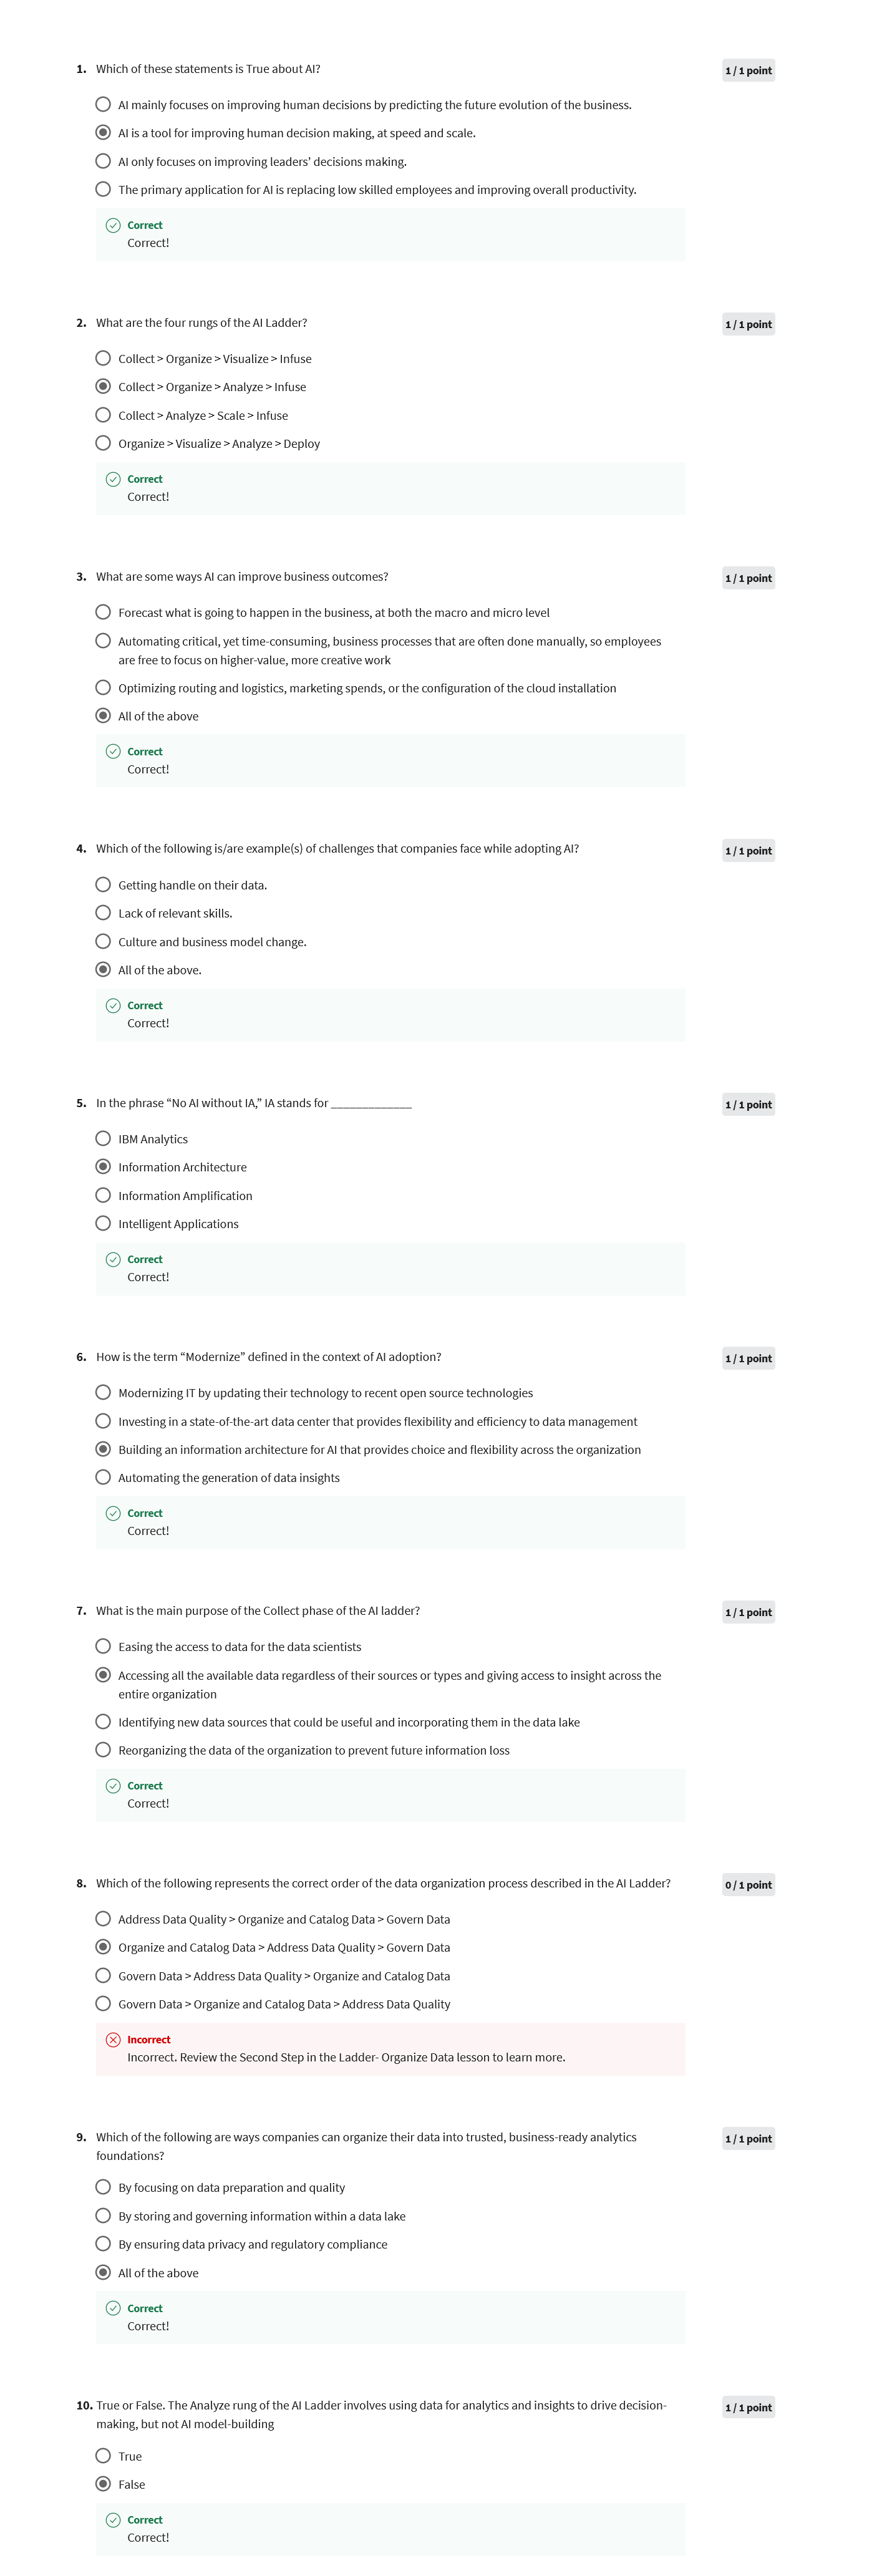 1. Which of these statements is True about AI?
1 / 1 point
AI mainly focuses on improving human decisions by predicting the future evolution of the business.
AI is a tool for improving human decision making, at speed and scale.
AI only focuses on improving leaders' decisions making.
The primary application for AI is replacing low skilled employees and improving overall productivity.
Correct
Correct!
2. What are the four rungs of the AI Ladder?
1 / 1 point
Collect > Organize > Visualize > Infuse
Collect > Organize > Analyze > Infuse
Collect > Analyze > Scale > Infuse
Organize > Visualize > Analyze > Deploy
Correct
Correct!
3. What are some ways AI can improve business outcomes?
1 / 1 point
Forecast what is going to happen in the business, at both the macro and micro level
Automating critical, yet time-consuming, business processes that are often done manually, so employees
are free to focus on higher-value, more creative work
Optimizing routing and logistics, marketing spends, or the configuration of the cloud installation
All of the above
Correct
Correct!
4. Which of the following is/are example(s) of challenges that companies face while adopting AI?
1 / 1 point
Getting handle on their data.
Lack of relevant skills.
Culture and business model change.
All of the above.
Correct
Correct!
5. In the phrase “No AI without IA,” IA stands for _____________
1 / 1 point
IBM Analytics
Information Architecture
Information Amplification
Intelligent Applications
Correct
Correct!
6. How is the term “Modernize” defined in the context of AI adoption?
1 / 1 point
Modernizing IT by updating their technology to recent open source technologies
Investing in a state-of-the-art data center that provides flexibility and efficiency to data management
Building an information architecture for AI that provides choice and flexibility across the organization
Automating the generation of data insights
Correct
Correct!
7. What is the main purpose of the Collect phase of the AI ladder?
1 / 1 point
Easing the access to data for the data scientists
Accessing all the available data regardless of their sources or types and giving access to insight across the
entire organization
Identifying new data sources that could be useful and incorporating them in the data lake
Reorganizing the data of the organization to prevent future information loss
Correct
Correct!
8. Which of the following represents the correct order of the data organization process described in the AI Ladder?
0 / 1 point
Address Data Quality > Organize and Catalog Data > Govern Data
Organize and Catalog Data > Address Data Quality > Govern Data
Govern Data > Address Data Quality > Organize and Catalog Data
Govern Data > Organize and Catalog Data > Address Data Quality
Incorrect
Incorrect. Review the Second Step in the Ladder- Organize Data lesson to learn more.
9. Which of the following are ways companies can organize their data into trusted, business-ready analytics
foundations?
1 / 1 point
By focusing on data preparation and quality
By storing and governing information within a data lake
By ensuring data privacy and regulatory compliance
All of the above
Correct
Correct!
10. True or False. The Analyze rung of the AI Ladder involves using data for analytics and insights to drive decision-
making, but not AI model-building
1 / 1 point
True
False
Correct
Correct!